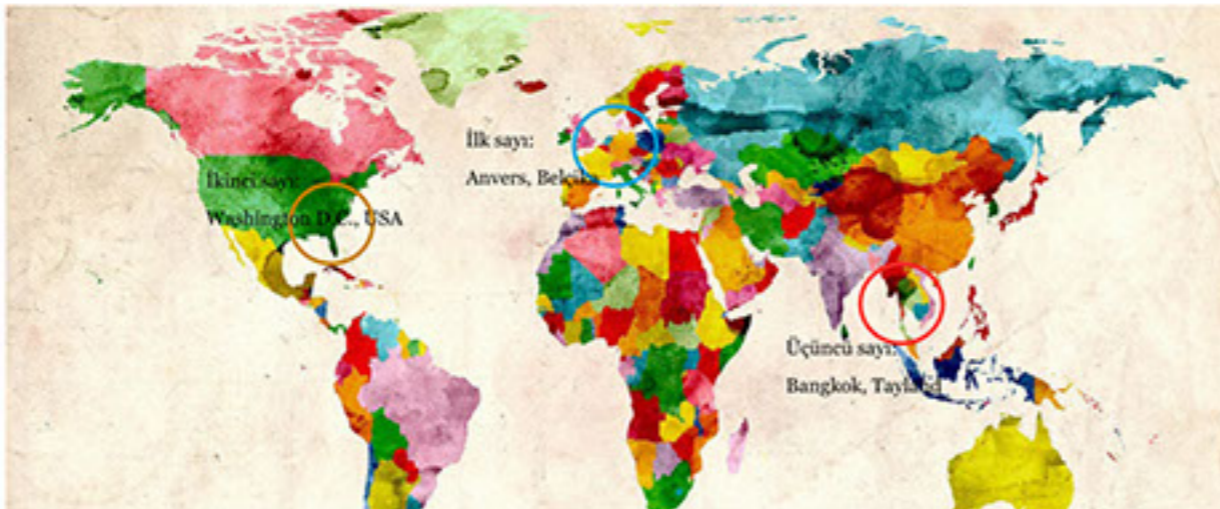 İlk sayı:
Anvers, Belçika
İkinci sayı:
Washington D.C., USA
Üçüncü sayı:
Bangkok, Tayland